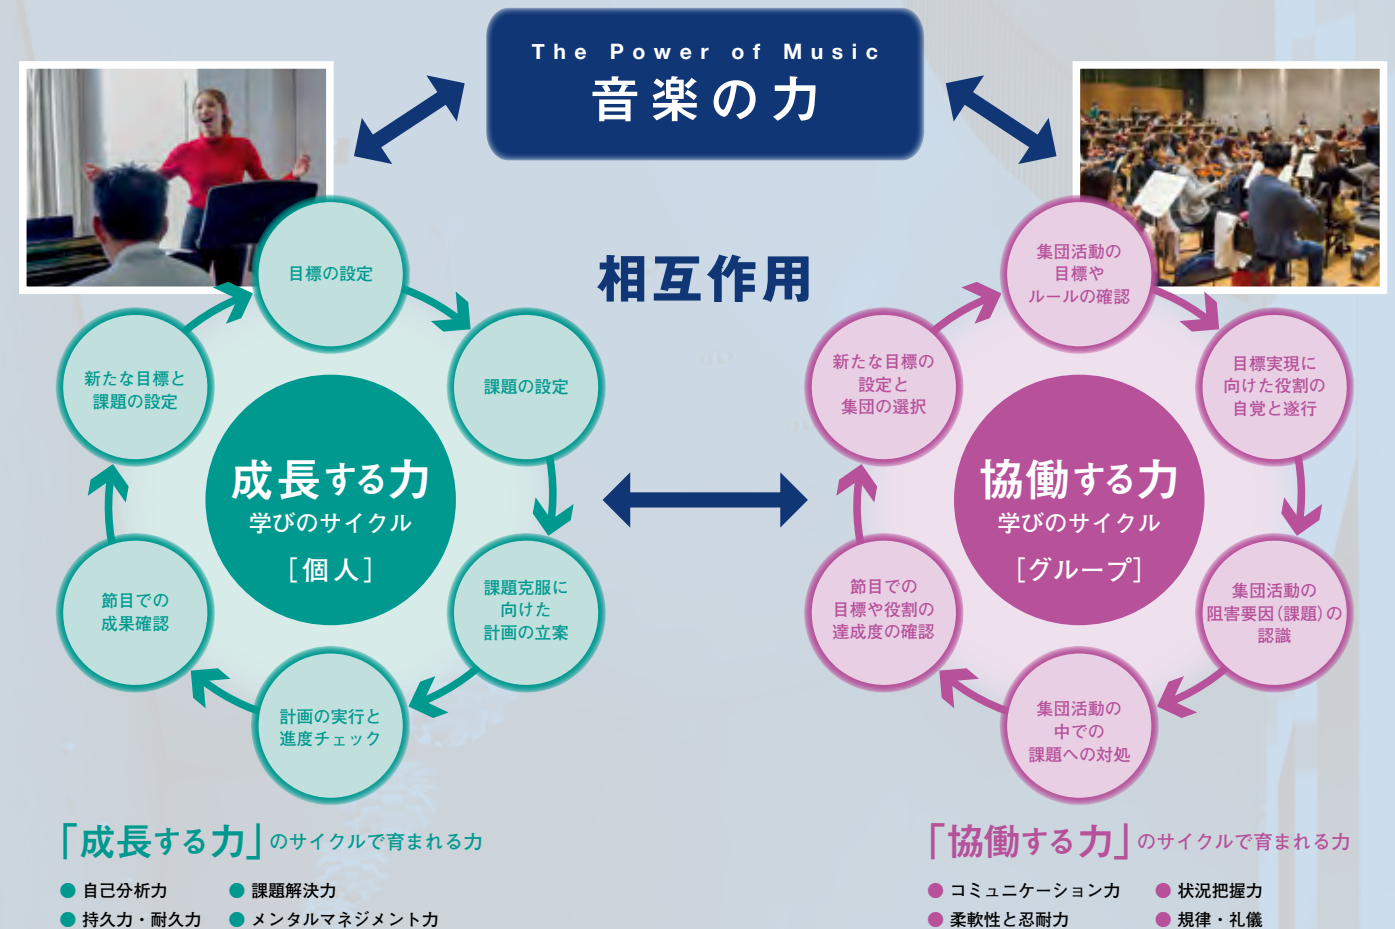 The Power of Music
音楽の力
相互作用
目標の設定
課題の設定
課題克服に
向けた
計画の立案
計画の実行と
進度チェック
節目での
成果確認
新たな目標と
課題の設定
成長する力
学びのサイクル
［個人］
集団活動の
目標や
ルールの確認
目標実現に
向けた役割の
自覚と遂行
集団活動の
阻害要因（課題）の
認識
集団活動の
中での
課題への対処
節目での
目標や役割の
達成度の確認
新たな目標の
設定と
集団の選択
協働する力
学びのサイクル
［グループ］
「成長する力」のサイクルで育まれる力
● 自己分析力 ● 課題解決力
● 持久力・耐久力 ● メンタルマネジメント力
「協働する力」のサイクルで育まれる力
● コミュニケーション力 ● 状況把握力
● 柔軟性と忍耐力 ● 規律・礼儀